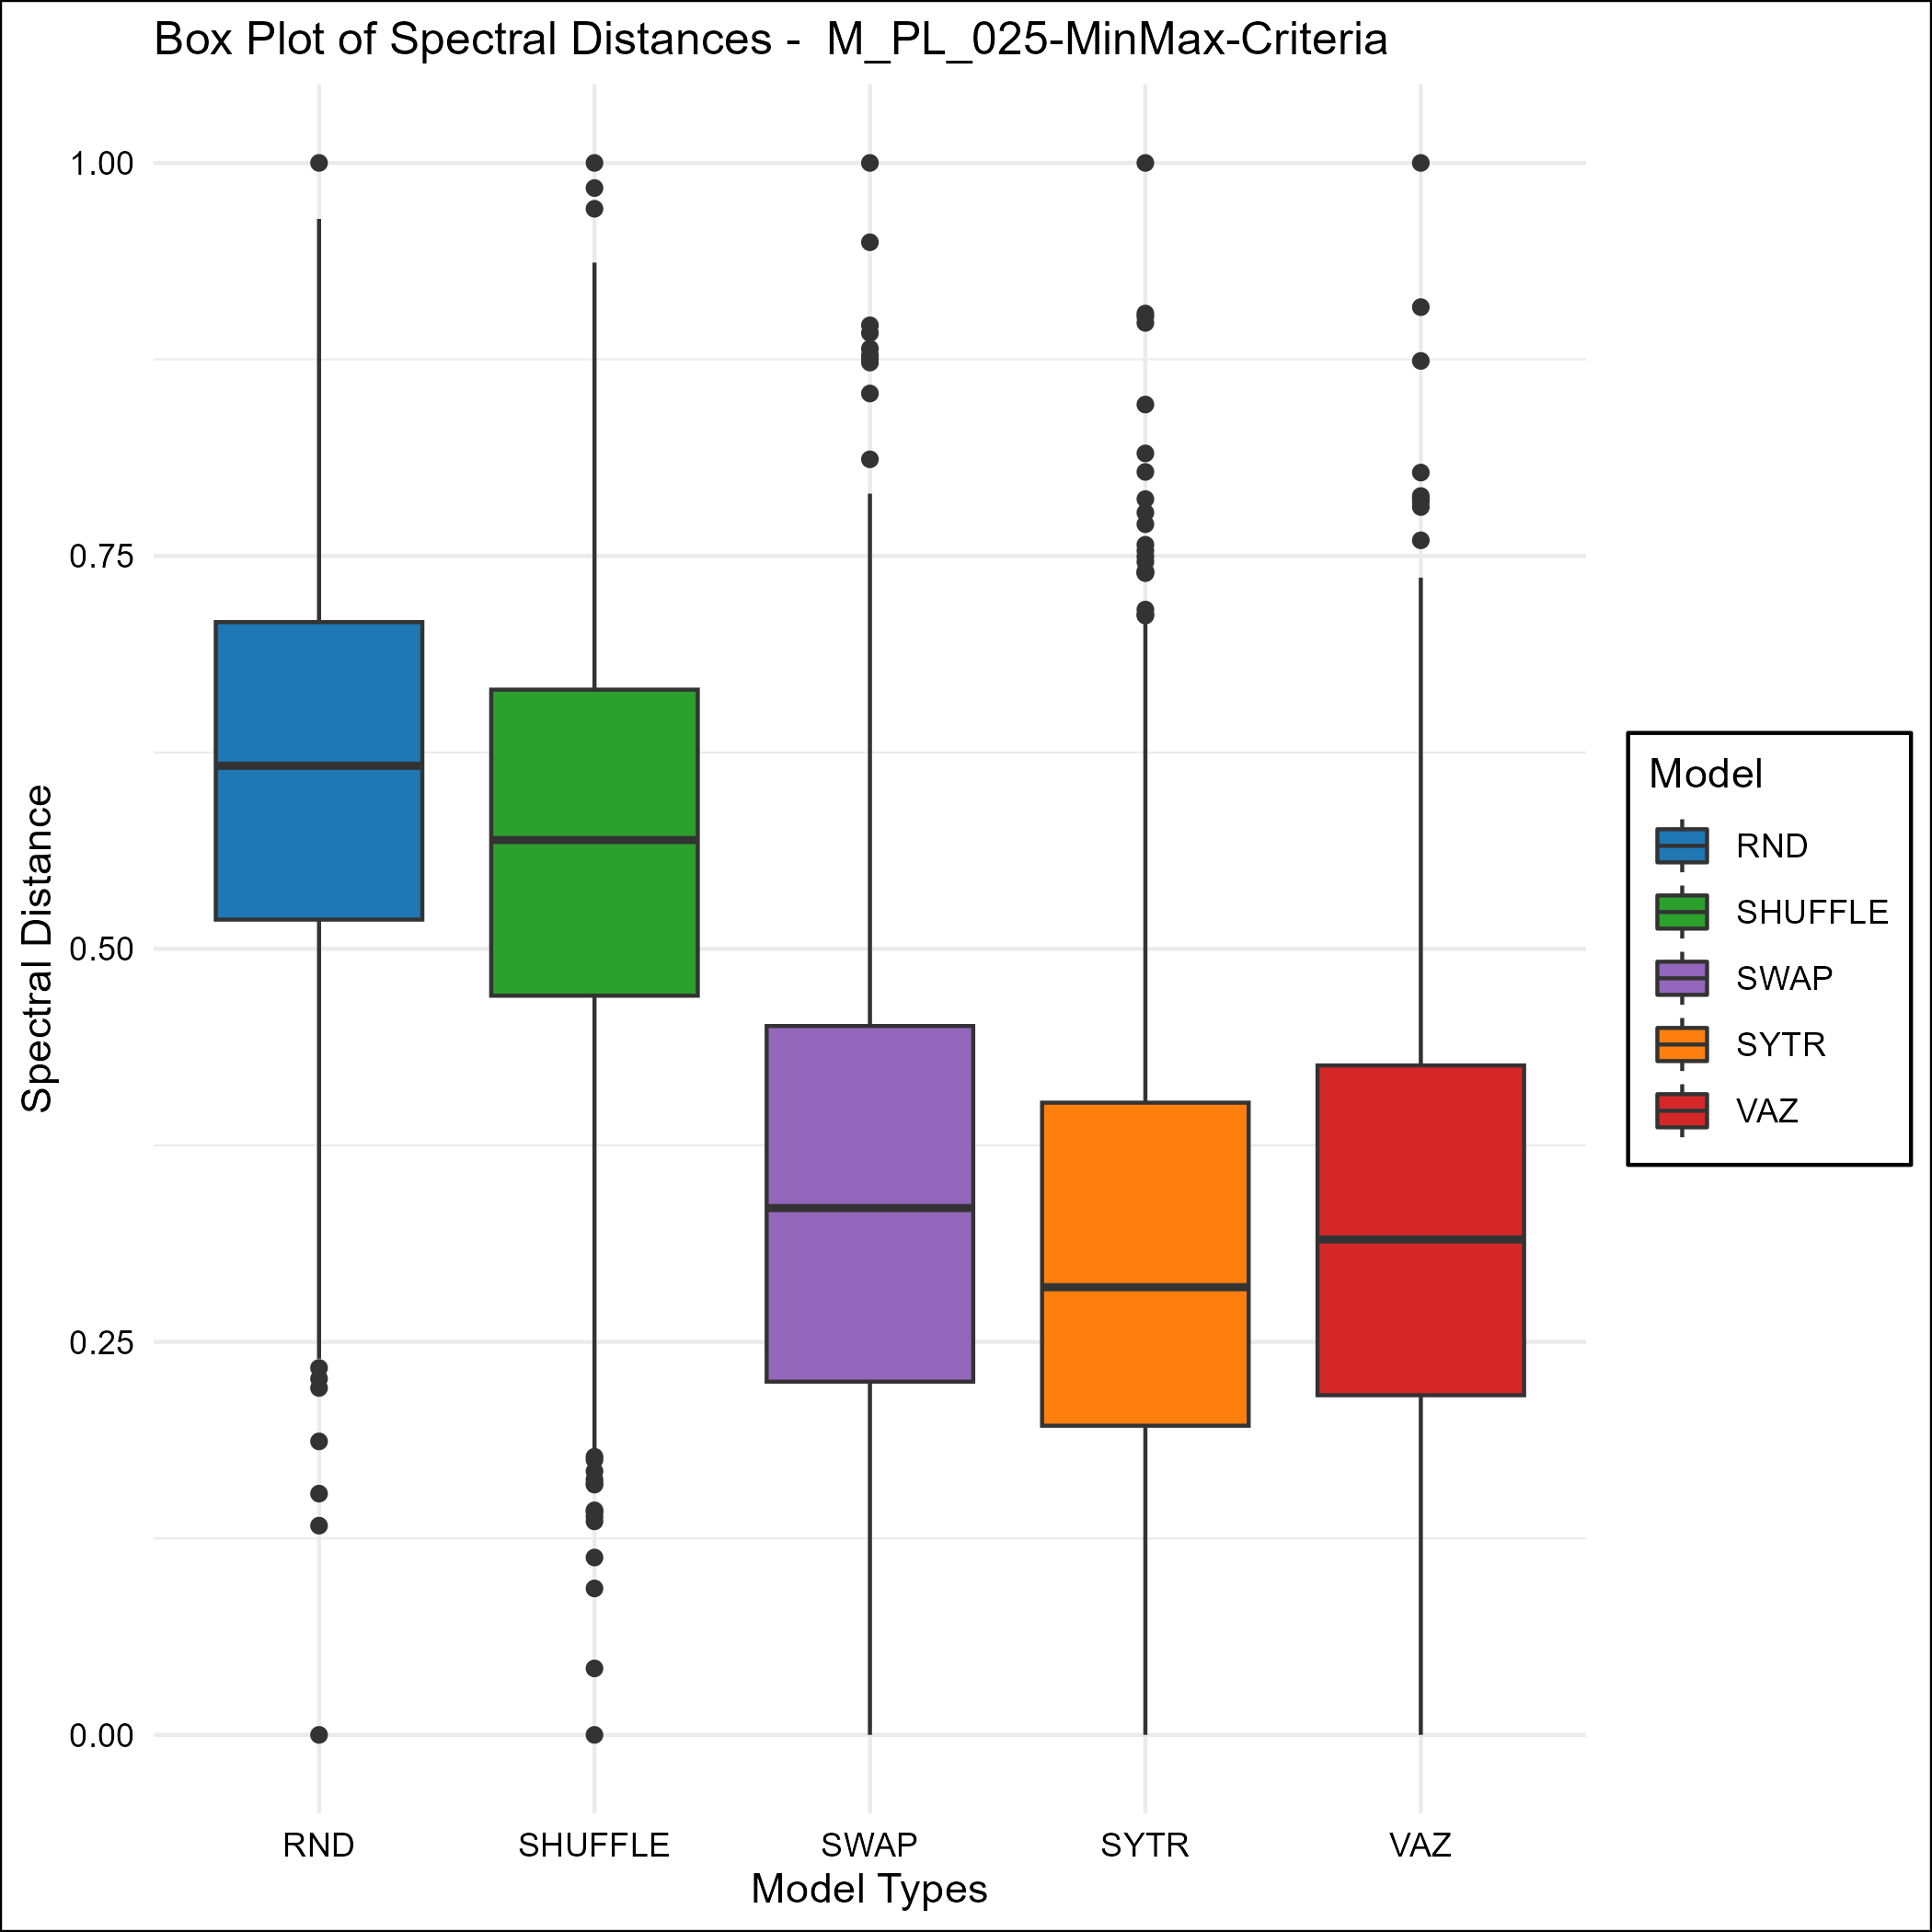 Box Plot of Spectral Distances -  M_PL_025-MinMax-Criteria
1.00
0.75
0.50
0.25
0.00
Spectral Distance
RND
SHUFFLE
SWAP
SYTR
VAZ
Model Types
Model
RND
SHUFFLE
SWAP
SYTR
VAZ